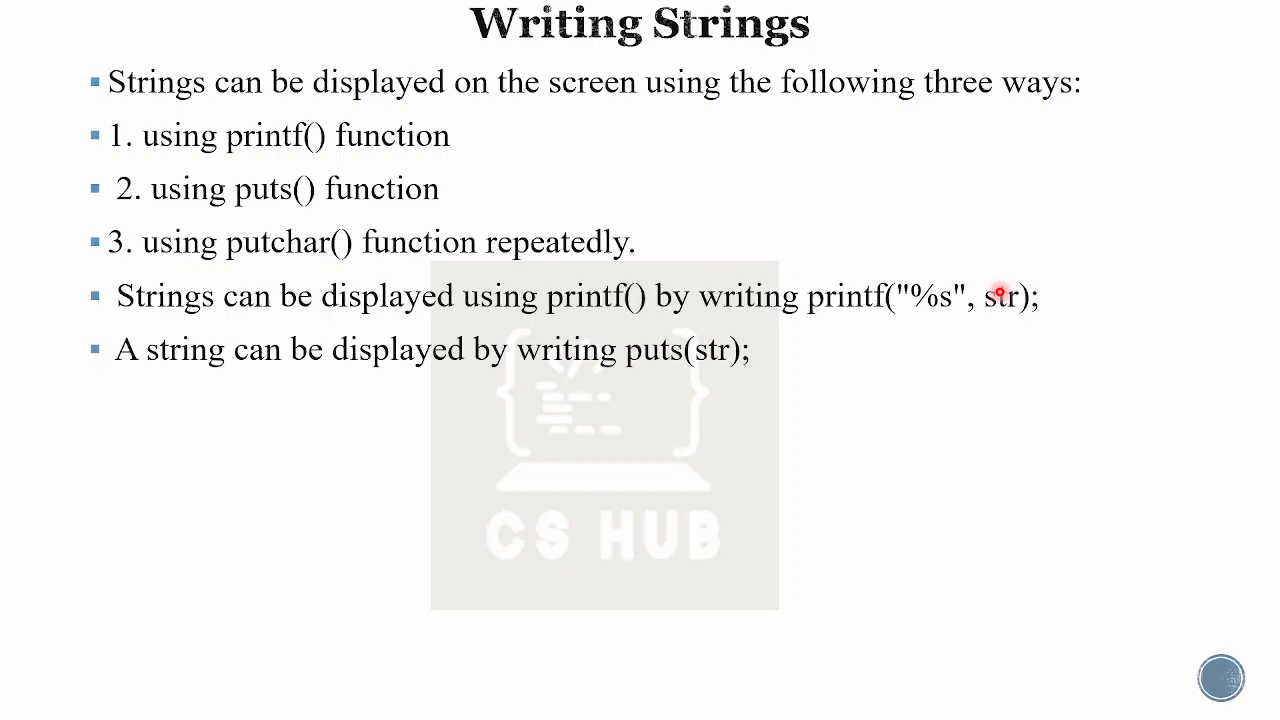 Writing Strings
Strings can be displayed on the screen using the following three ways:
1. using printf() function
2. using puts() function
3. using putchar() function repeatedly.
Strings can be displayed using printf() by writing printf("%s", str);
A string can be displayed by writing puts(str);
CS HUB